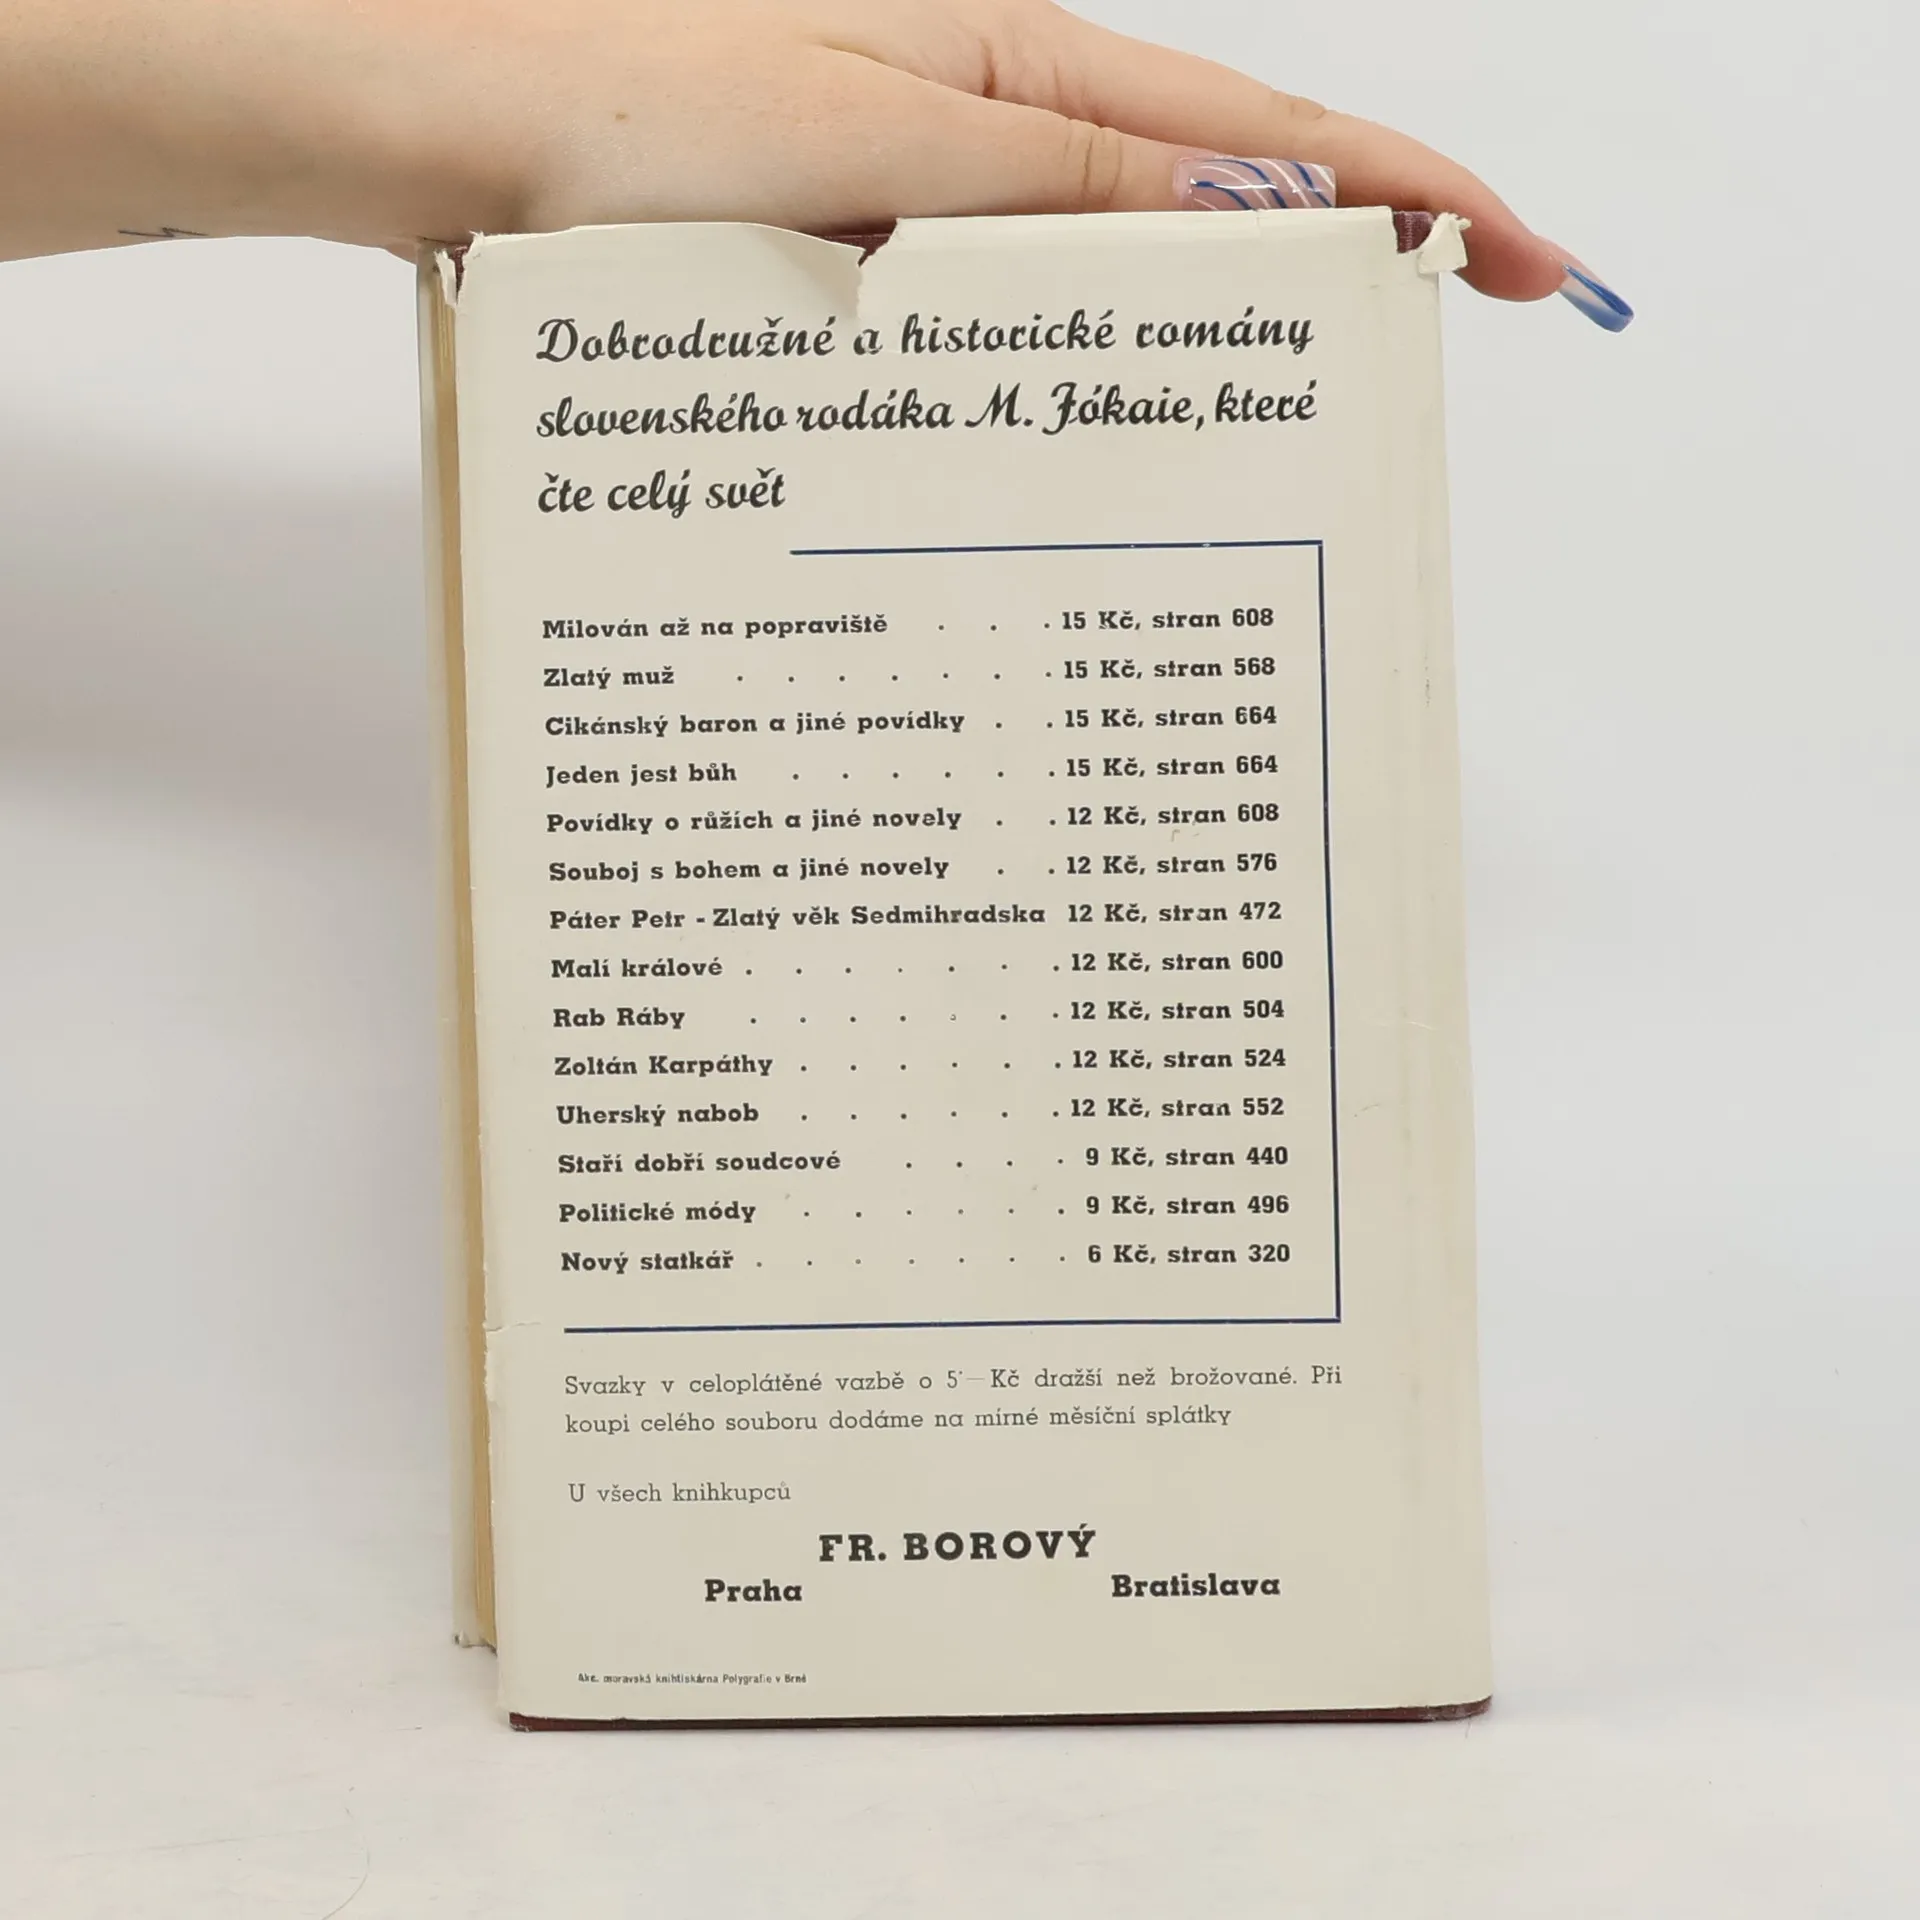 Dobrodružné a historické romány
slovenského rodáka M. Jókaie, které
čte celý svět
Milován až na popraviště . . . 15 Kč, stran 608
Zlatý muž . . . . . . . 15 Kč, stran 568
Cikánský baron a jiné povídky . . 15 Kč, stran 664
Jeden jest bůh . . . . . . 15 Kč, stran 664
Povídky o růžích a jiné novely . . 12 Kč, stran 608
Souboj s bohem a jiné novely . . 12 Kč, stran 576
Páter Petr - Zlatý věk Sedmihradska 12 Kč, stran 472
Malí králové . . . . . . . 12 Kč, stran 600
Rab Ráby . . . . . . . 12 Kč, stran 504
Zoltán Karpáthy . . . . . . 12 Kč, stran 524
Uherský nabob . . . . . . 12 Kč, stran 552
Staří dobří soudcové . . . . 9 Kč, stran 440
Politické módy . . . . . . 9 Kč, stran 496
Nový statkář . . . . . . . 6 Kč, stran 320
Svazky v celoplátěné vazbě o 5·— Kč dražší než brožované. Při
koupi celého souboru dodáme na mírné měsíční splátky
U všech knihkupců
FR. BOROVÝ
Praha Bratislava
Akc. moravská knihtiskárna Polygrafie v Brně